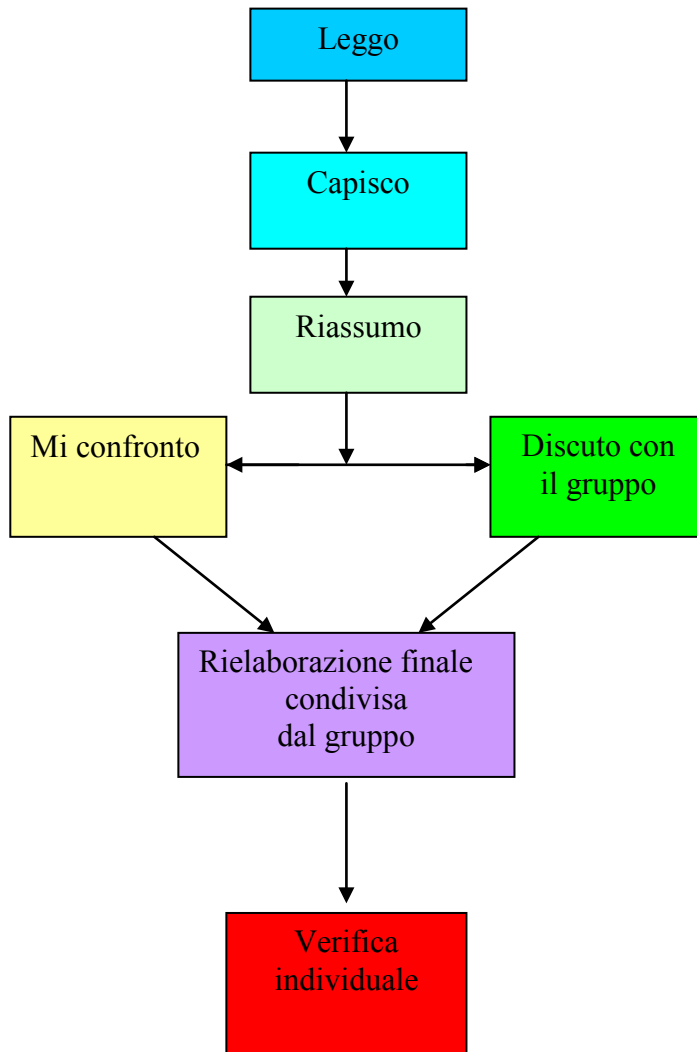 Leggo
Capisco
Riassumo
Mi confronto
Discuto con
il gruppo
Rielaborazione finale
condivisa
dal gruppo
Verifica
individuale